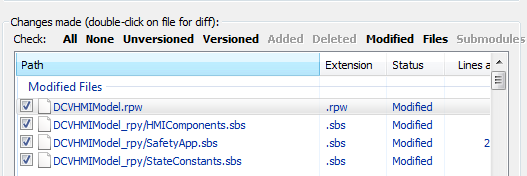 Changes made (double-click on file for diff):
Check: All None Unversioned Versioned Added Deleted Modified Files Submodules
Path Extension Status Lines a
Modified Files
DCVHMIModel.rpw .rpw Modified
DCVHMIModel_rpy/HMIComponents.sbs .sbs Modified
DCVHMIModel_rpy/SafetyApp.sbs .sbs Modified 2
DCVHMIModel_rpy/StateConstants.sbs .sbs Modified